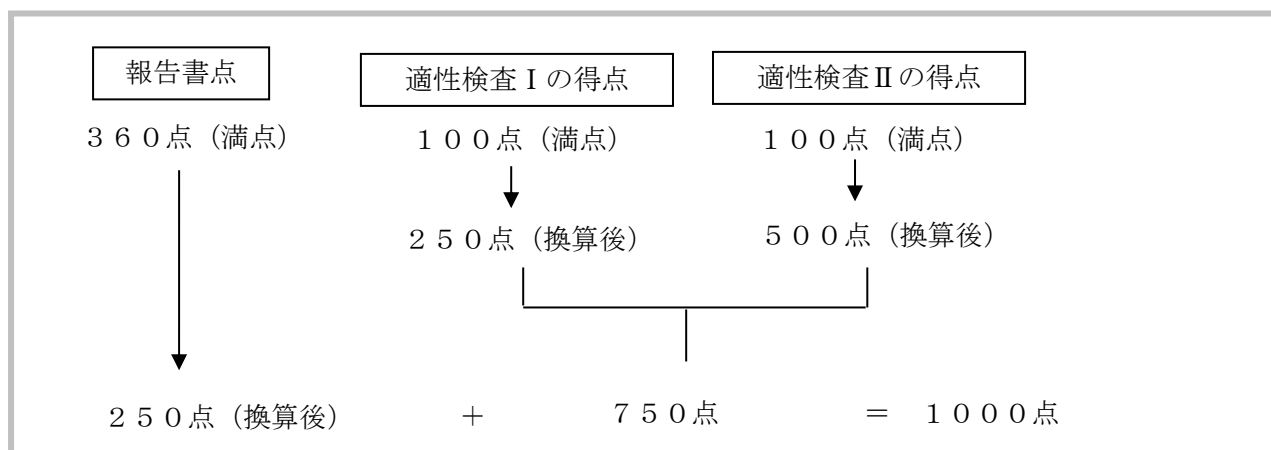 報告書点 適性検査Ⅰの得点 適性検査Ⅱの得点
３６０点（満点） １００点（満点） １００点（満点）
２５０点（換算後） ５００点（換算後）
２５０点（換算後） ＋ ７５０点 ＝ １０００点